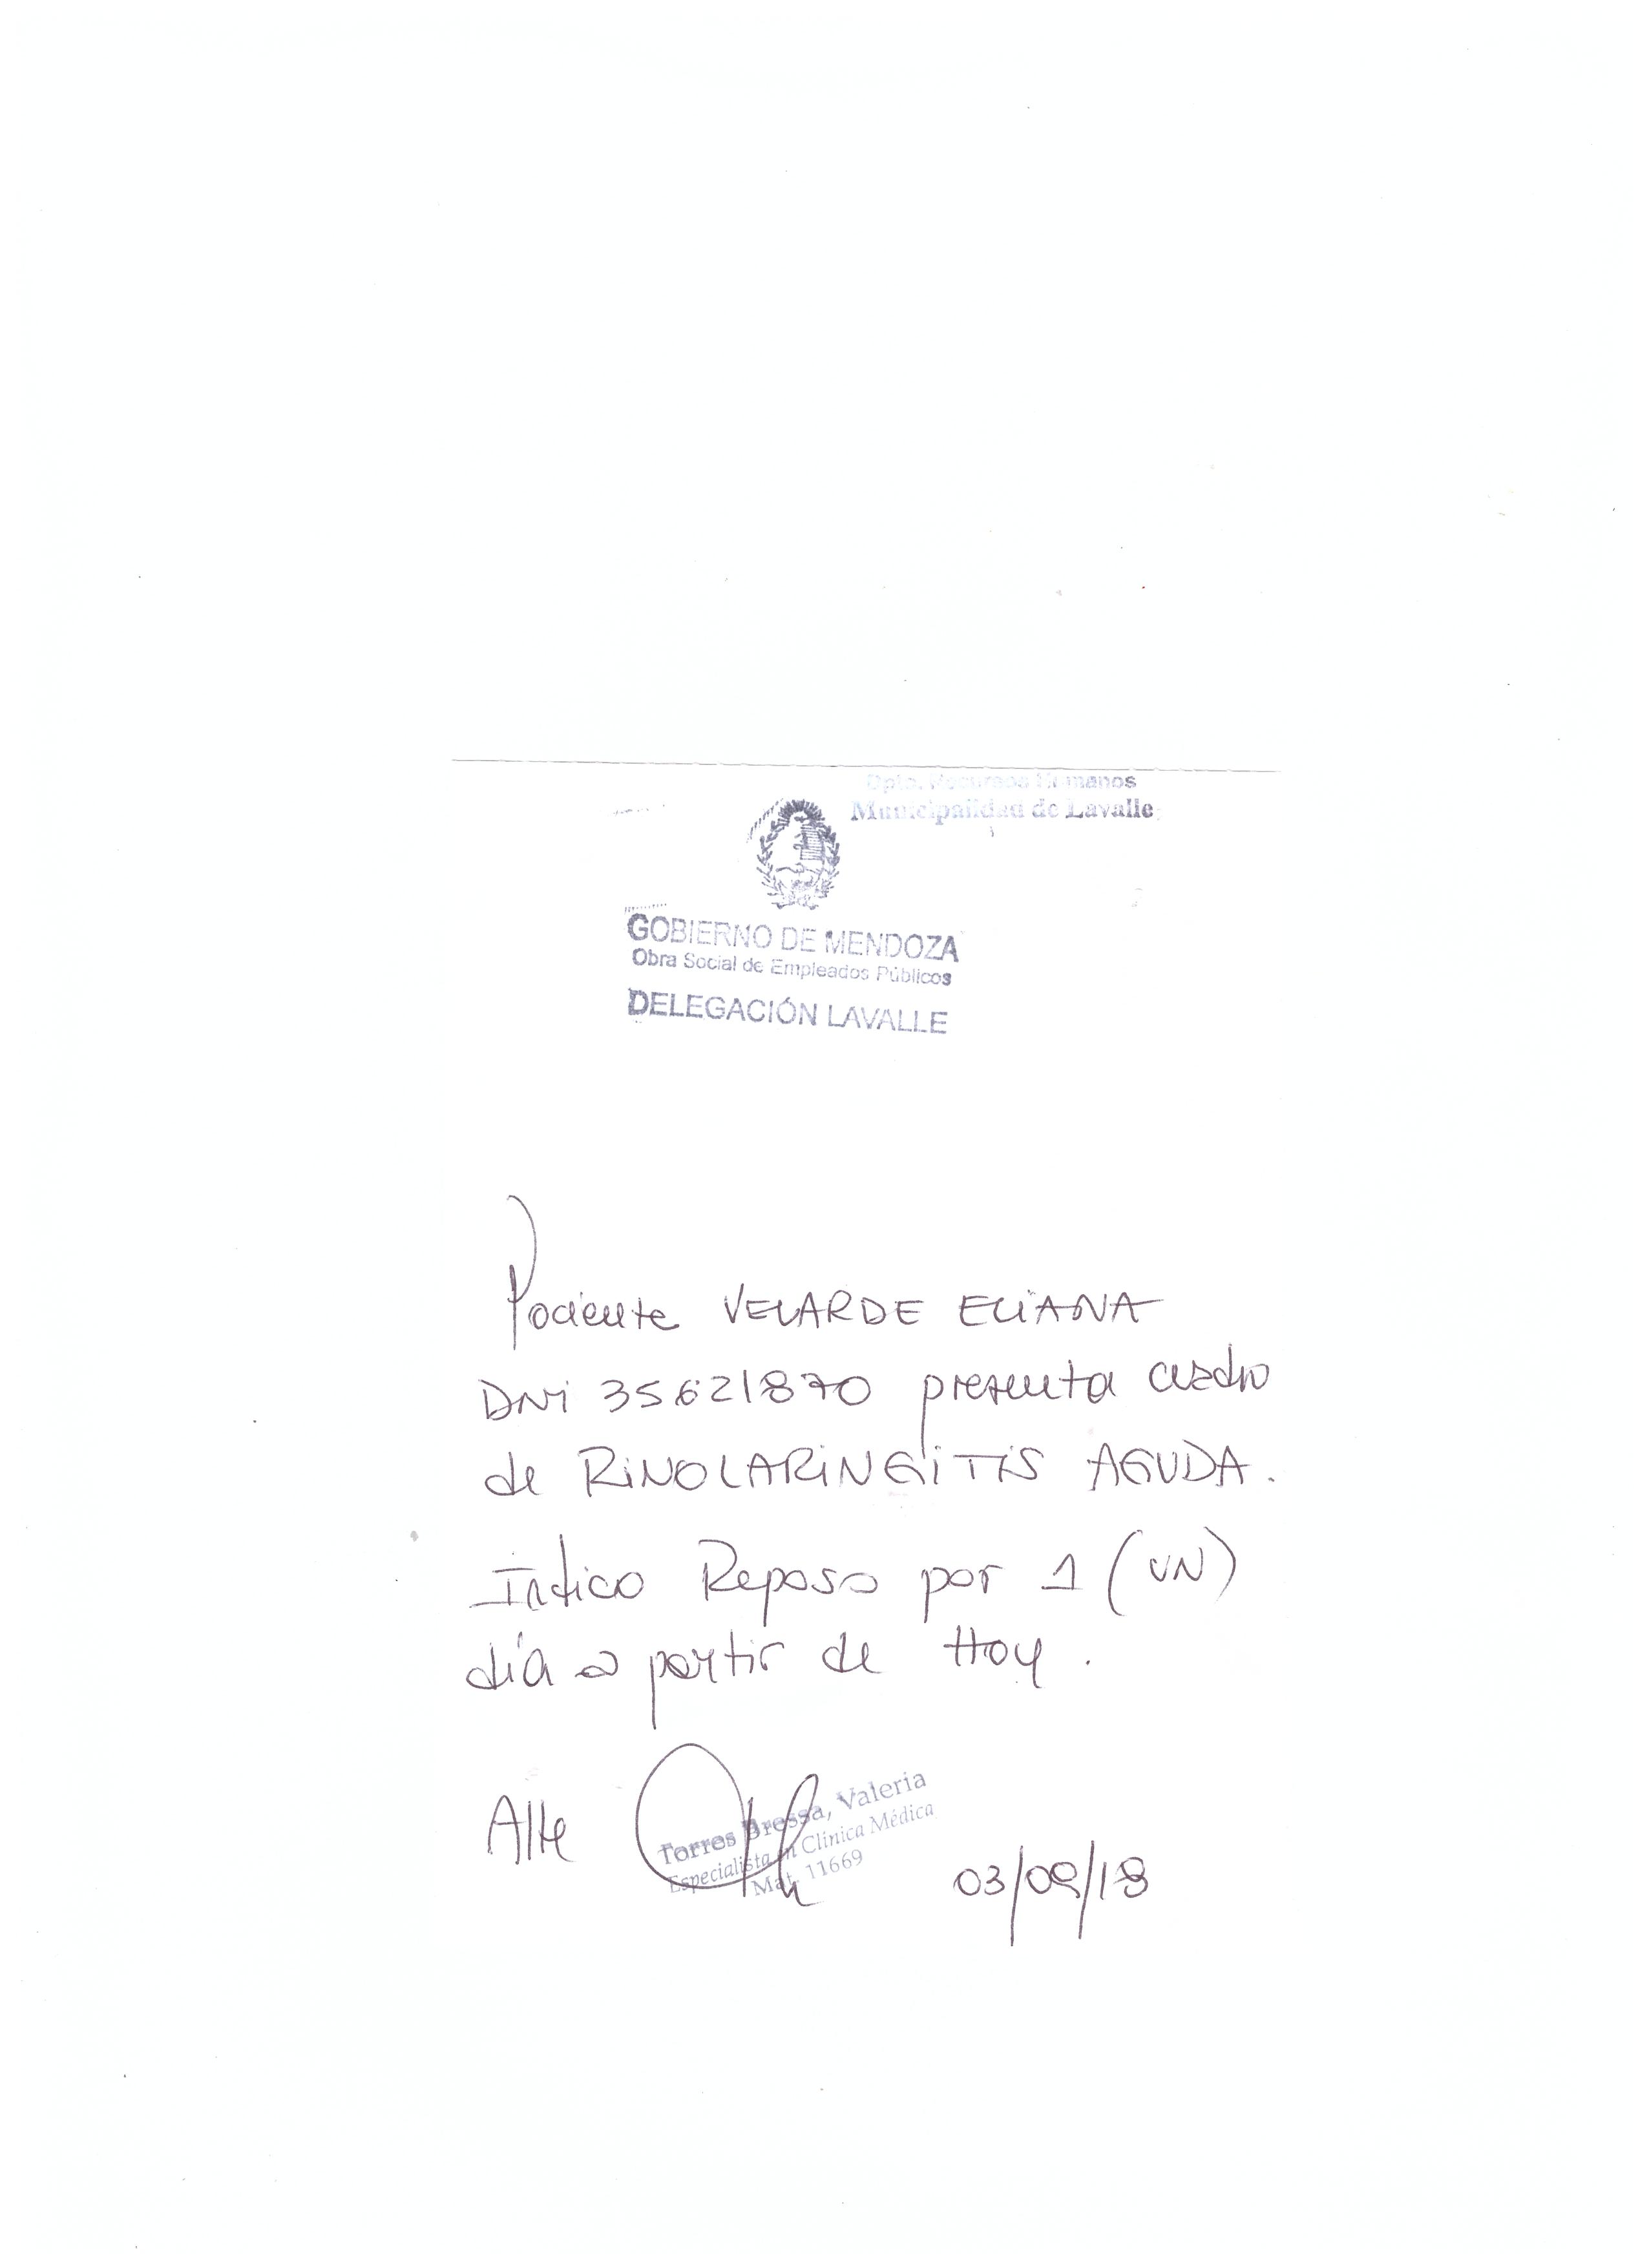 Dpto. Recursos Humanos
Municipalidad de Lavalle
GOBIERNO DE MENDOZA
Obra Social de Empleados Públicos
DELEGACIÓN LAVALLE
Paciente VELARDE ELIANA
DNI 35621870 presenta cuadro
de RINOLARINGITIS AGUDA.
Indico Reposo por 1 (UN)
día a partir de Hoy.
Atte
Torres Bressa, Valeria
Especialista en Clínica Médica
Mat. 11669
03/09/18